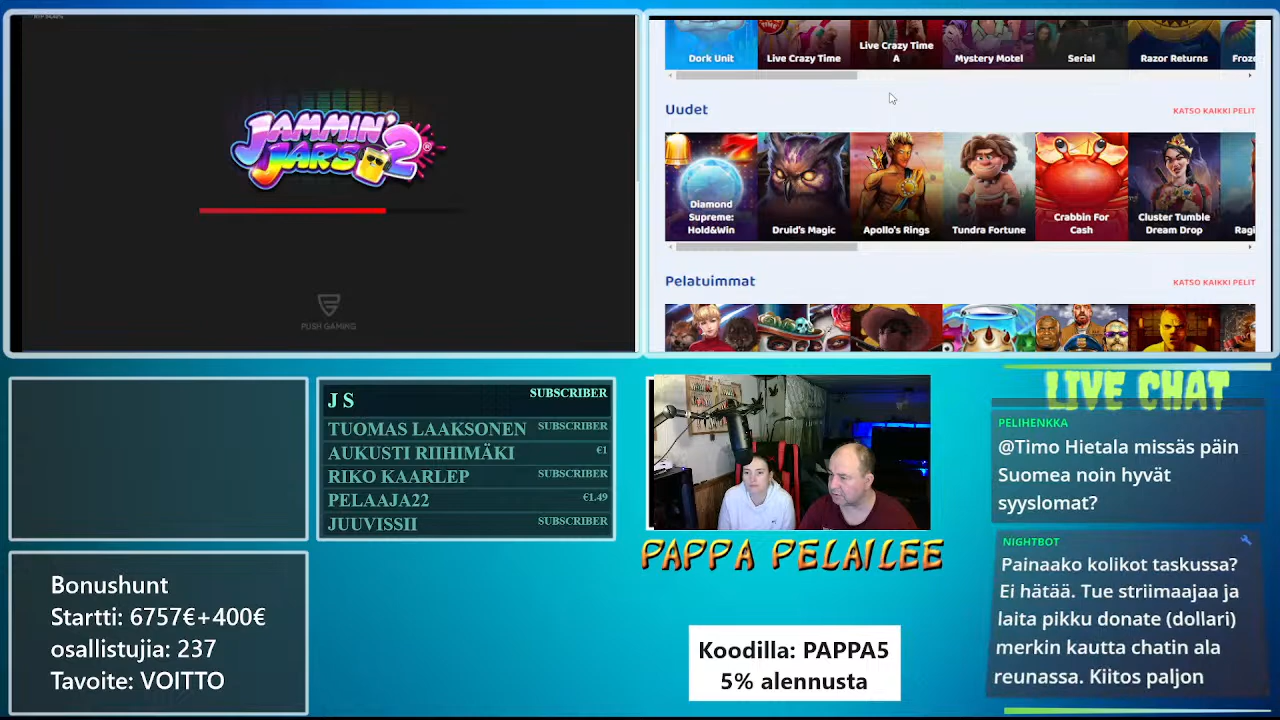 JAMMIN'
JARS 2
PUSH GAMING
Dork Unit
Live Crazy Time
Live Crazy Time
A
Mystery Motel
Serial
Razor Returns
Froze
Uudet
KATSO KAIKKI PELIT
Diamond
Supreme:
Hold&Win
Druid's Magic
Apollo's Rings
Tundra Fortune
Crabbin For
Cash
Cluster Tumble
Dream Drop
Ragi
Pelatuimmat
KATSO KAIKKI PELIT
J S SUBSCRIBER
TUOMAS LAAKSONEN SUBSCRIBER
AUKUSTI RIIHIMÄKI €1
RIKO KAARLEP SUBSCRIBER
PELAAJA22 €1.49
JUUVISSII SUBSCRIBER
Bonushunt
Startti: 6757€+400€
osallistujia: 237
Tavoite: VOITTO
PAPPA PELAILEE
Koodilla: PAPPA5
5% alennusta
LIVE CHAT
PELIHENKKA
@Timo Hietala missäs päin
Suomea noin hyvät
syyslomat?
NIGHTBOT
Painaako kolikot taskussa?
Ei hätää. Tue striimaajaa ja
laita pikku donate (dollari)
merkin kautta chatin ala
reunassa. Kiitos paljon